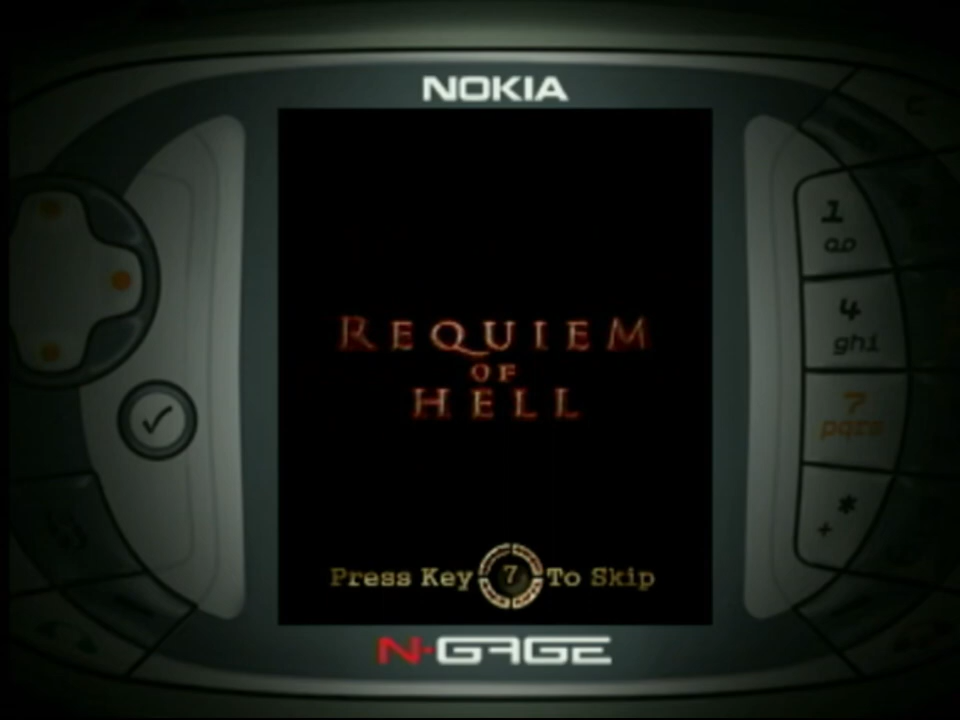 NOKIA
REQUIEM
OF
HELL
Press Key 7 To Skip
N·GAGE
1
4
ghi
7
pqrs
*
+